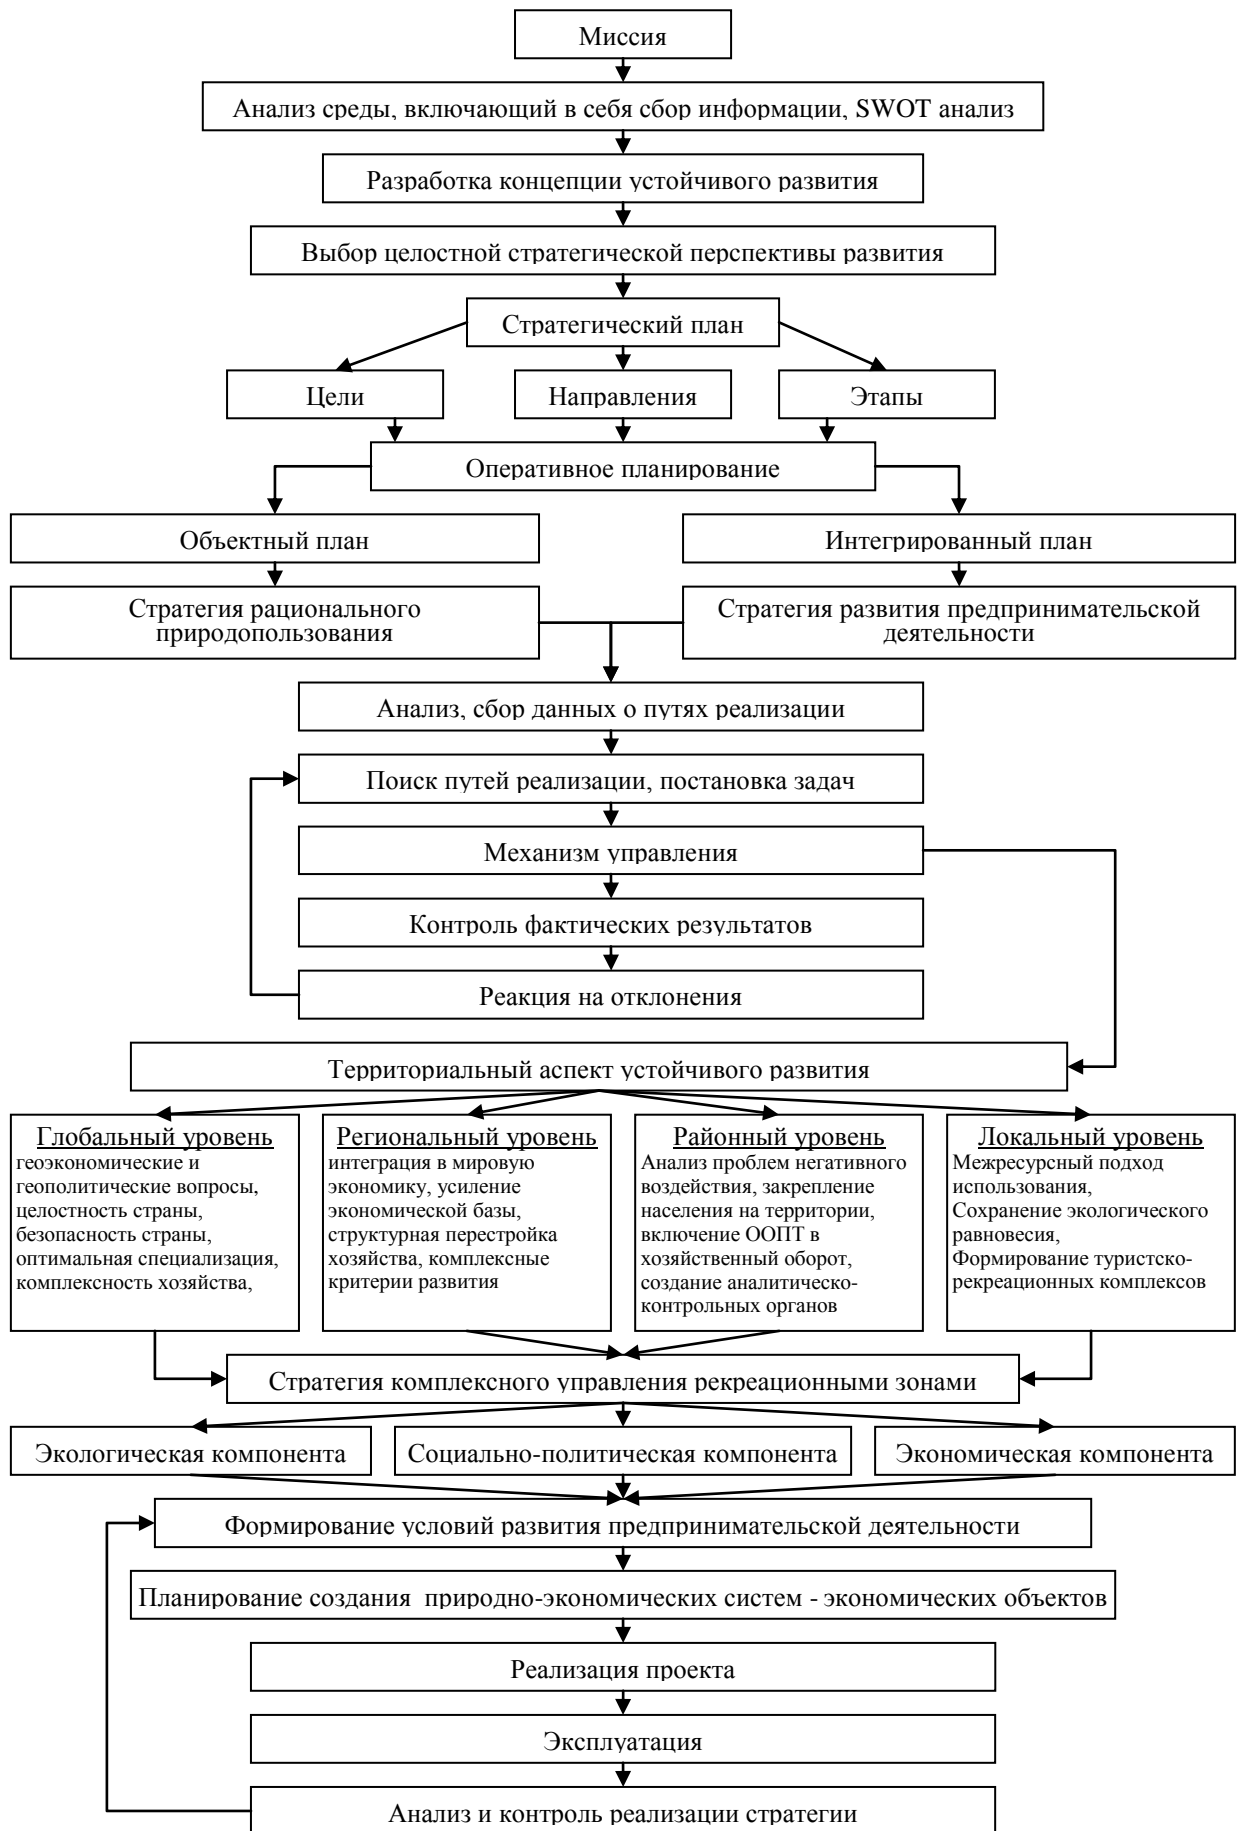 Миссия
Анализ среды, включающий в себя сбор информации, SWOT анализ
Разработка концепции устойчивого развития
Выбор целостной стратегической перспективы развития
Стратегический план
Цели
Направления
Этапы
Оперативное планирование
Объектный план
Интегрированный план
Стратегия рационального
природопользования
Стратегия развития предпринимательской
деятельности
Анализ, сбор данных о путях реализации
Поиск путей реализации, постановка задач
Механизм управления
Контроль фактических результатов
Реакция на отклонения
Территориальный аспект устойчивого развития
Глобальный уровень
геоэкономические и
геополитические вопросы,
целостность страны,
безопасность страны,
оптимальная специализация,
комплексность хозяйства,
Региональный уровень
интеграция в мировую
экономику, усиление
экономической базы,
структурная перестройка
хозяйства, комплексные
критерии развития
Районный уровень
Анализ проблем негативного
воздействия, закрепление
населения на территории,
включение ООПТ в
хозяйственный оборот,
создание аналитическо-
контрольных органов
Локальный уровень
Межресурсный подход
использования,
Сохранение экологического
равновесия,
Формирование туристско-
рекреационных комплексов
Стратегия комплексного управления рекреационными зонами
Экологическая компонента
Социально-политическая компонента
Экономическая компонента
Формирование условий развития предпринимательской деятельности
Планирование создания  природно-экономических систем - экономических объектов
Реализация проекта
Эксплуатация
Анализ и контроль реализации стратегии